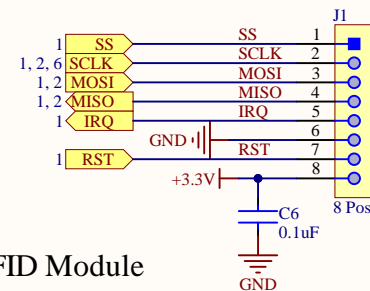 J1
1 SS SS 1
1, 2, 6 SCLK SCLK 2
1, 2 MOSI MOSI 3
1, 2 MISO MISO 4
1 IRQ IRQ 5
GND 6
1 RST RST 7
+3.3V 8
8 Pos
C6
0.1uF
FID Module
GND